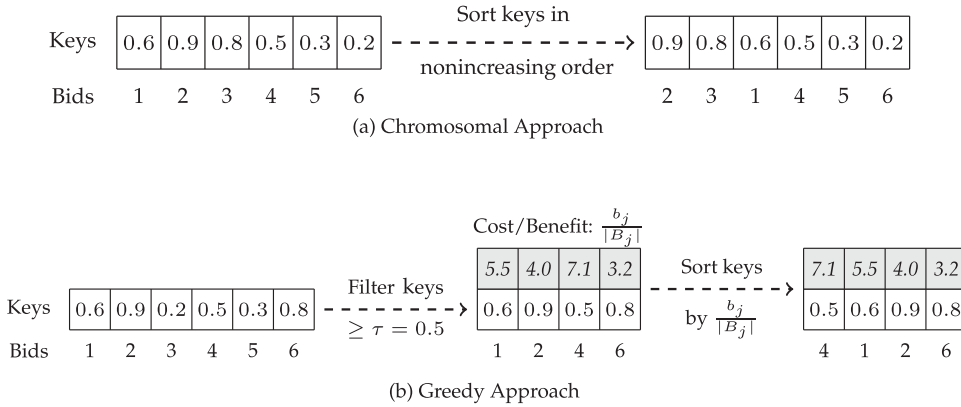 Keys 0.6 0.9 0.8 0.5 0.3 0.2 Sort keys in nonincreasing order 0.9 0.8 0.6 0.5 0.3 0.2
Bids 1 2 3 4 5 6 2 3 1 4 5 6
(a) Chromosomal Approach
Cost/Benefit: b_j/|B_j|
5.5 4.0 7.1 3.2 Sort keys 7.1 5.5 4.0 3.2
Keys 0.6 0.9 0.2 0.5 0.3 0.8 Filter keys 0.6 0.9 0.5 0.8 by b_j/|B_j| 0.5 0.6 0.9 0.8
≥ τ = 0.5
Bids 1 2 3 4 5 6 1 2 4 6 4 1 2 6
(b) Greedy Approach